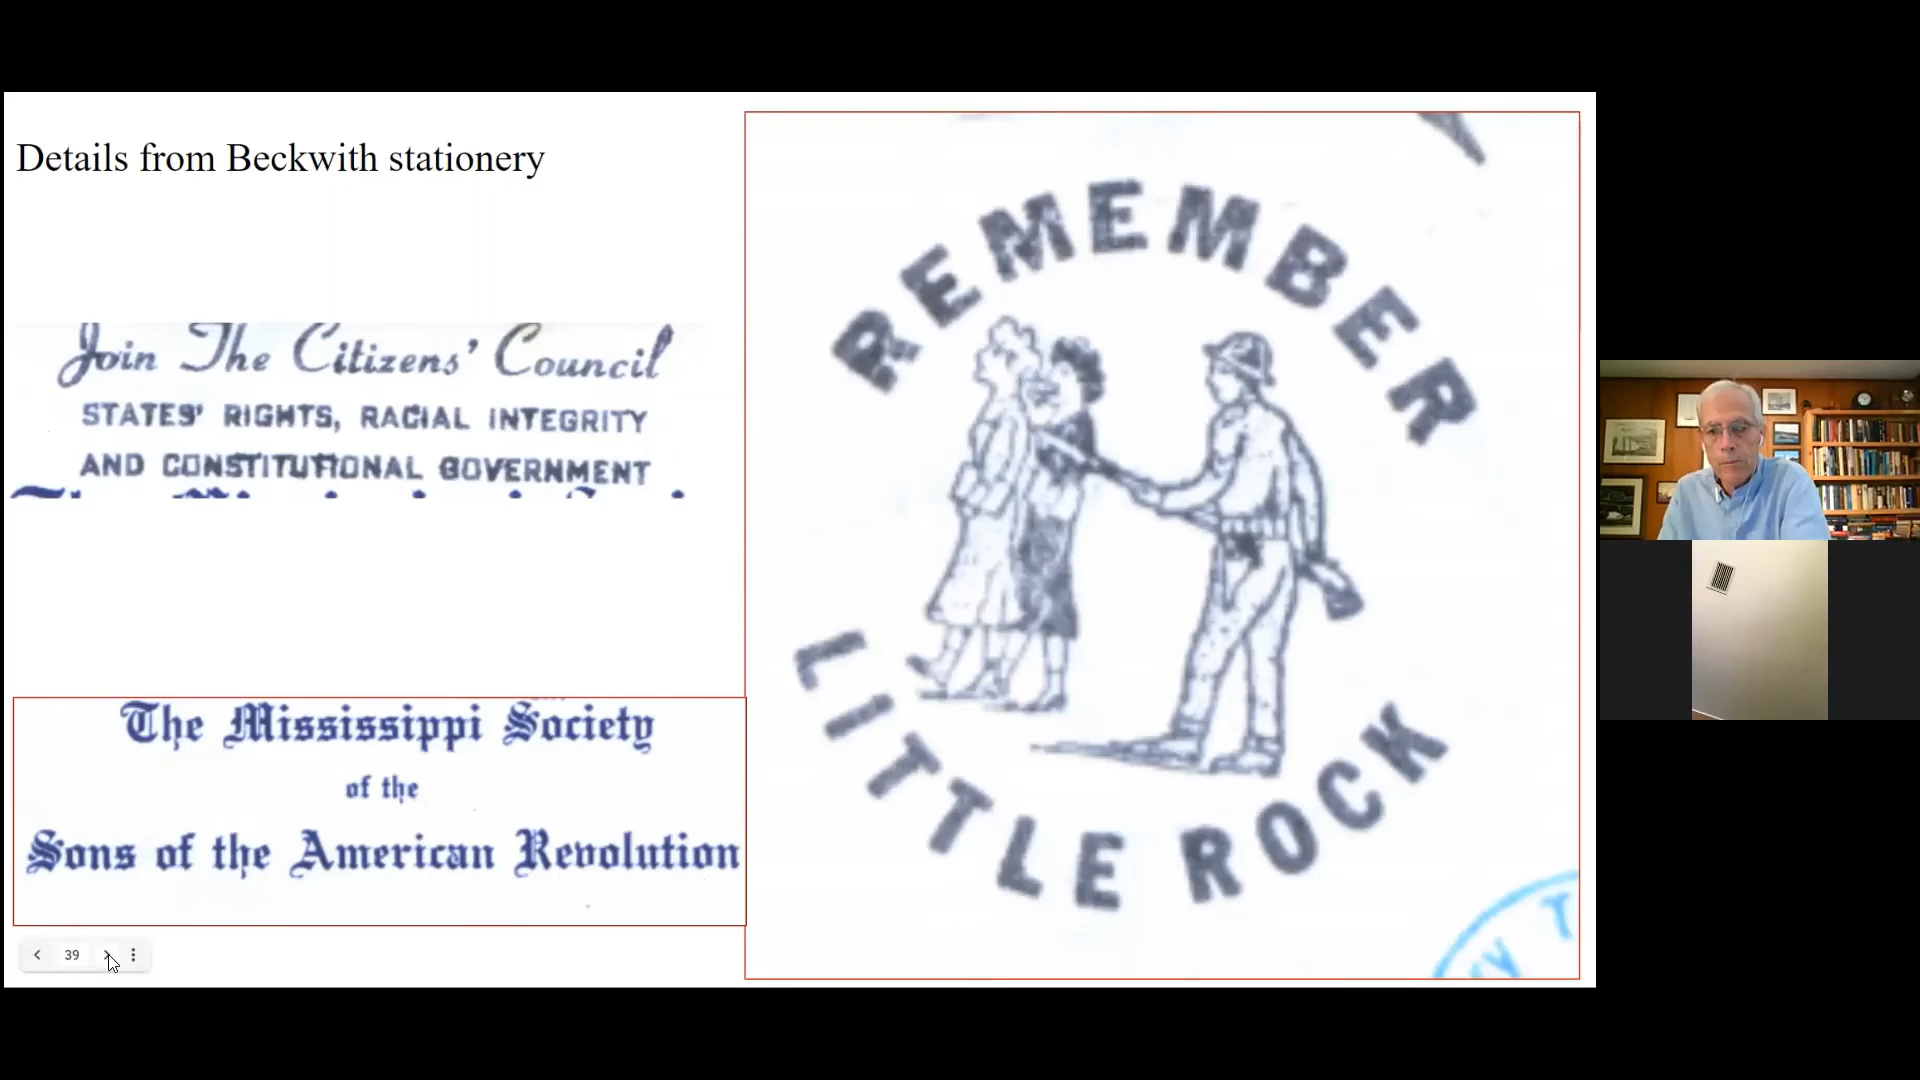 Details from Beckwith stationery
Join The Citizens' Council
STATES' RIGHTS, RACIAL INTEGRITY
AND CONSTITUTIONAL GOVERNMENT
The Mississippi Society
of the
Sons of the American Revolution
39
REMEMBER
LITTLE ROCK